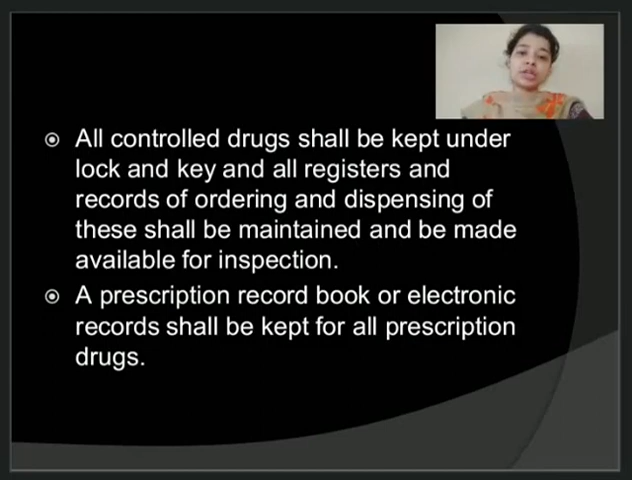 All controlled drugs shall be kept under
lock and key and all registers and
records of ordering and dispensing of
these shall be maintained and be made
available for inspection.
A prescription record book or electronic
records shall be kept for all prescription
drugs.